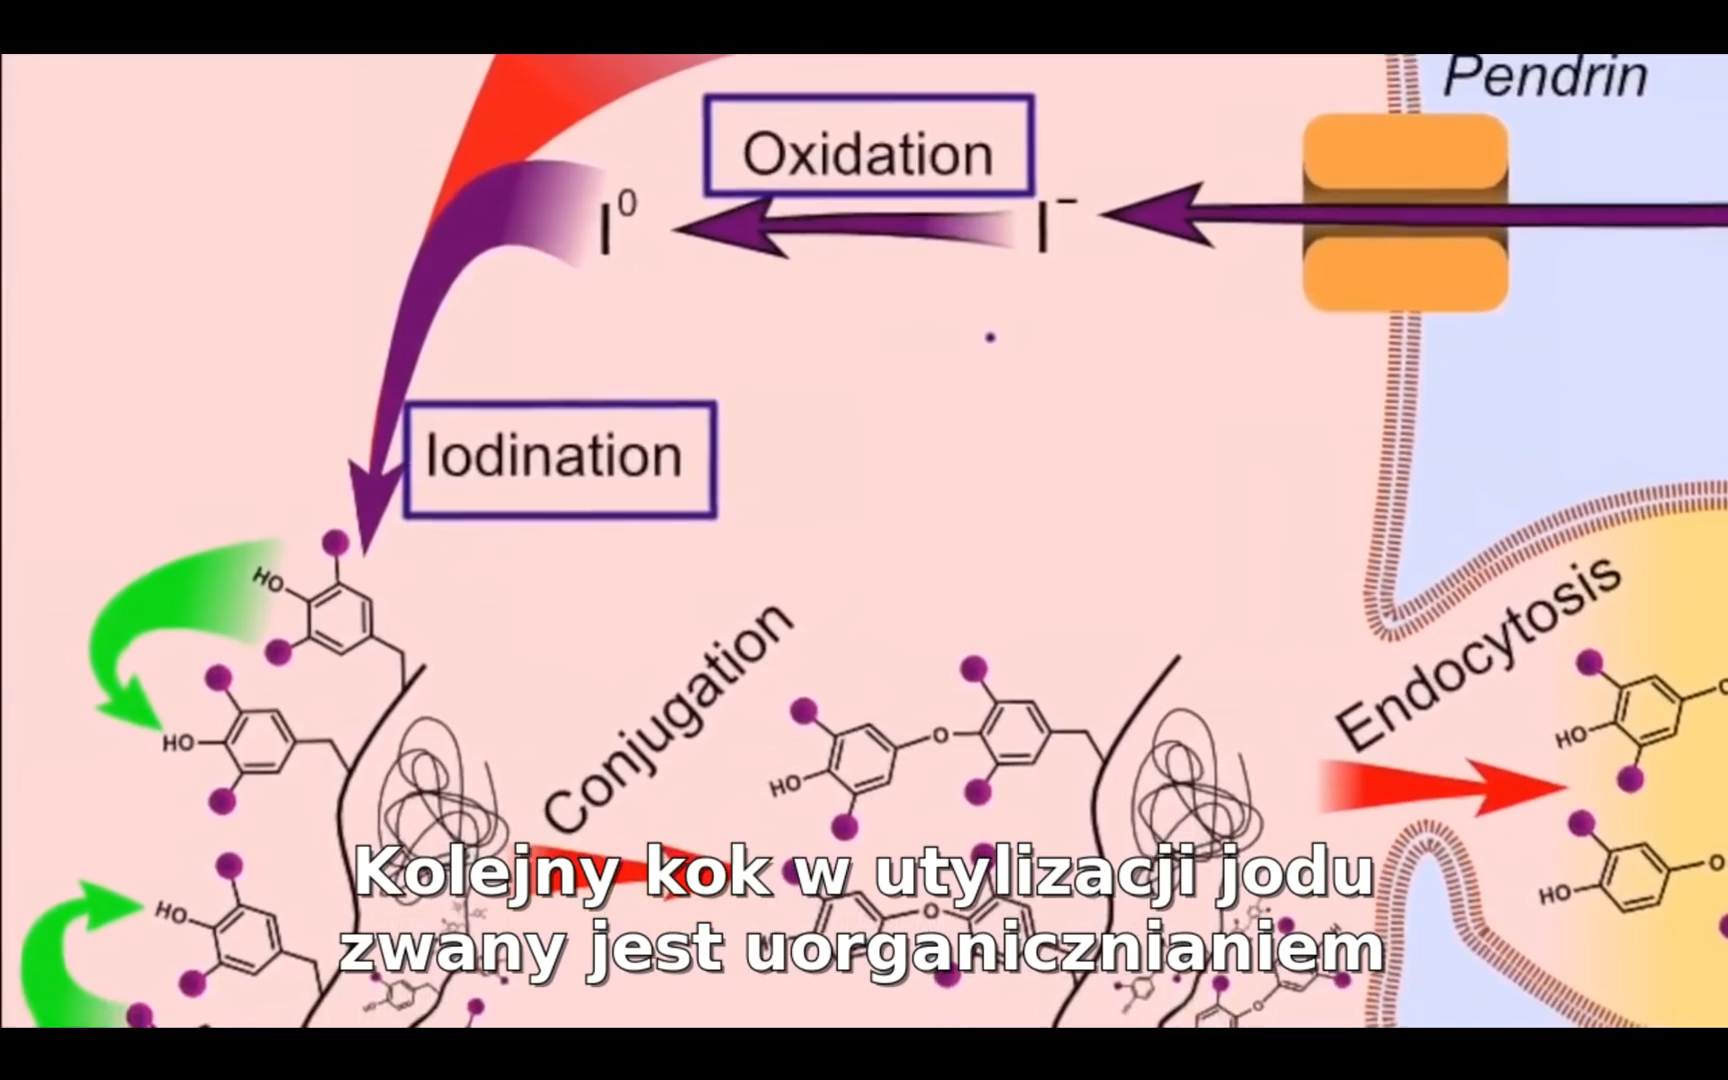 Pendrin
Oxidation
I⁰
I⁻
Iodination
HO
Conjugation
Endocytosis
HO
O
HO
O
HO
HO
O
HO
O
Kolejny kok w utylizacji jodu
zwany jest uorganicznianiem